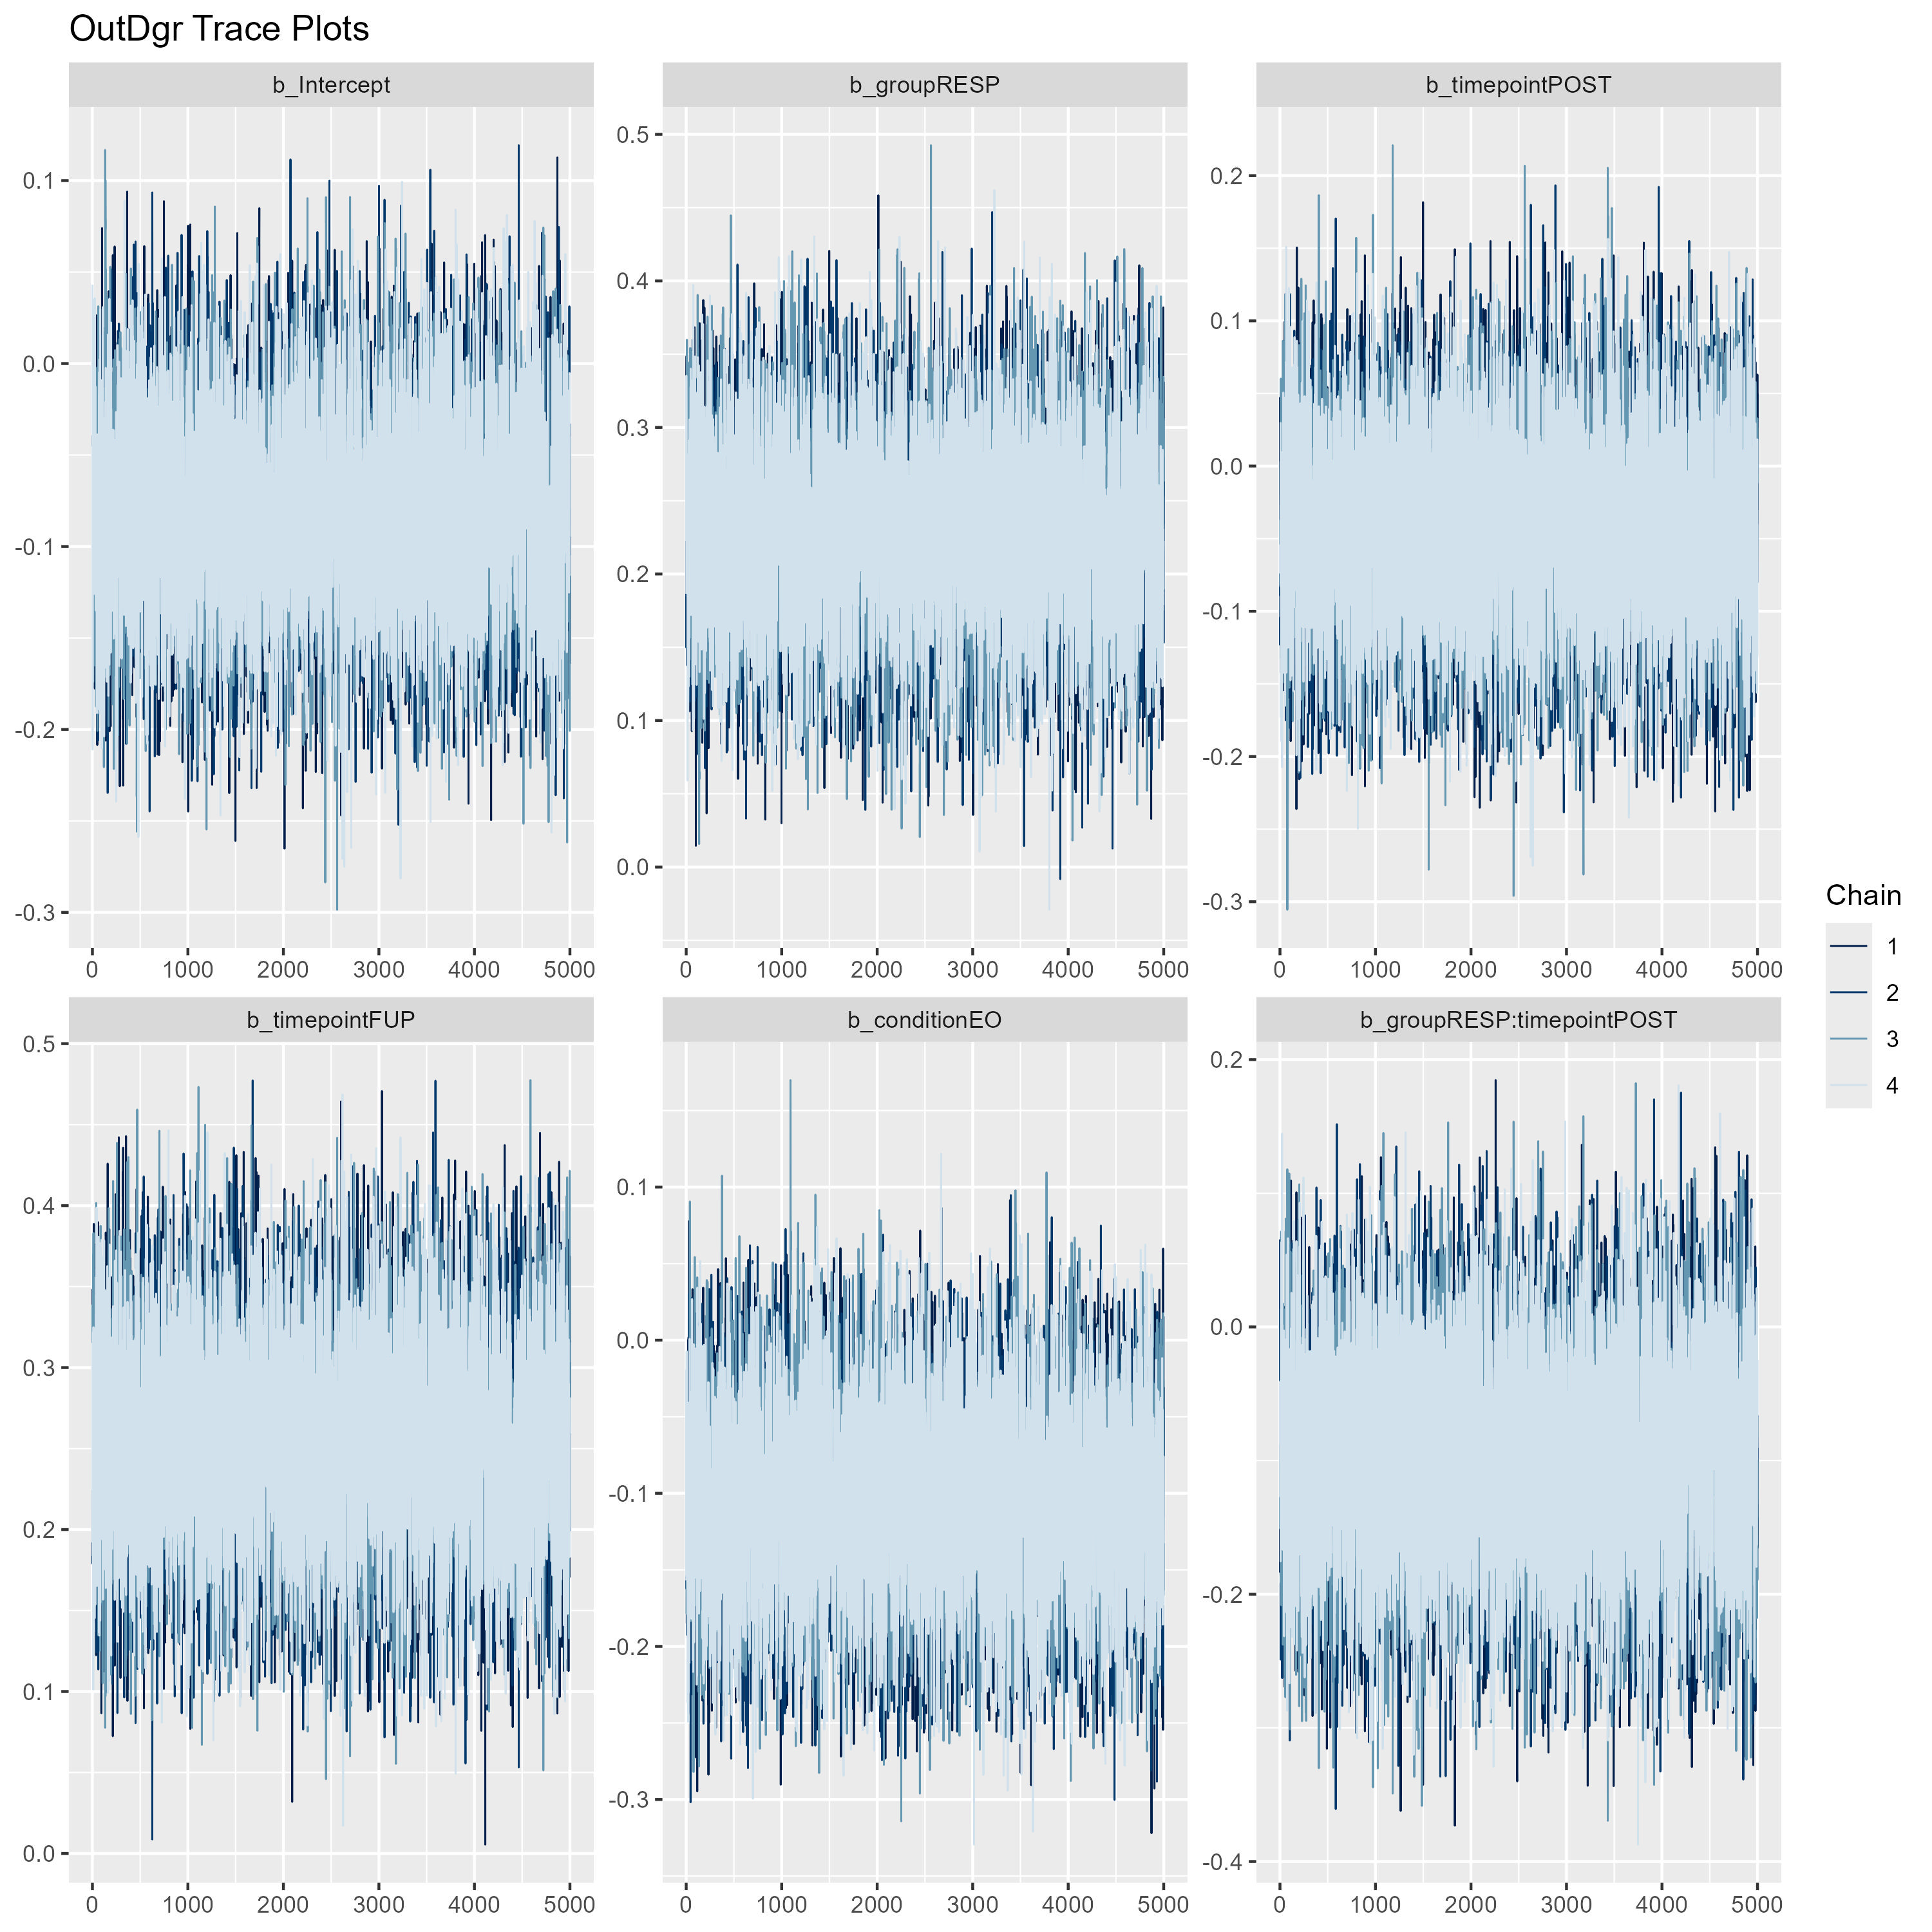 OutDgr Trace Plots
b_Intercept
b_groupRESP
b_timepointPOST
0.1
0.0
-0.1
-0.2
-0.3
0.5
0.4
0.3
0.2
0.1
0.0
0.2
0.1
0.0
-0.1
-0.2
-0.3
0 1000 2000 3000 4000 5000
0 1000 2000 3000 4000 5000
0 1000 2000 3000 4000 5000
b_timepointFUP
b_conditionEO
b_groupRESP:timepointPOST
0.5
0.4
0.3
0.2
0.1
0.0
0.1
0.0
-0.1
-0.2
-0.3
0.2
0.0
-0.2
-0.4
0 1000 2000 3000 4000 5000
0 1000 2000 3000 4000 5000
0 1000 2000 3000 4000 5000
Chain
1
2
3
4